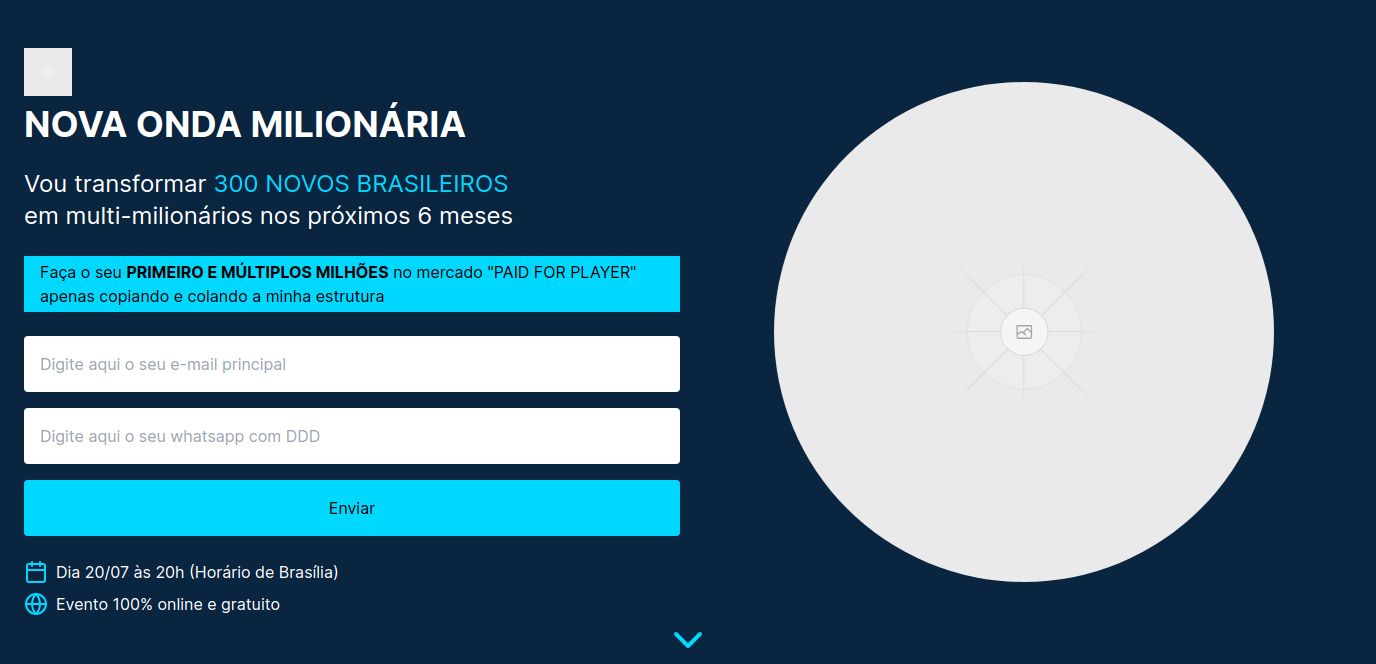 NOVA ONDA MILIONÁRIA
Vou transformar 300 NOVOS BRASILEIROS
em multi-milionários nos próximos 6 meses
Faça o seu PRIMEIRO E MÚLTIPLOS MILHÕES no mercado "PAID FOR PLAYER"
apenas copiando e colando a minha estrutura
Digite aqui o seu e-mail principal
Digite aqui o seu whatsapp com DDD
Enviar
Dia 20/07 às 20h (Horário de Brasília)
Evento 100% online e gratuito